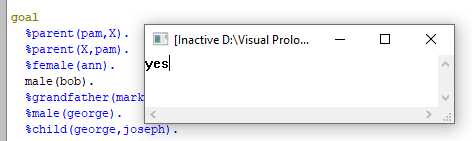 goal
%parent(pam,X).
%parent(X,pam).
%female(ann).
male(bob).
%grandfather(mark
%male(george).
%child(george,joseph).
[Inactive D:\Visual Prolo...
yes